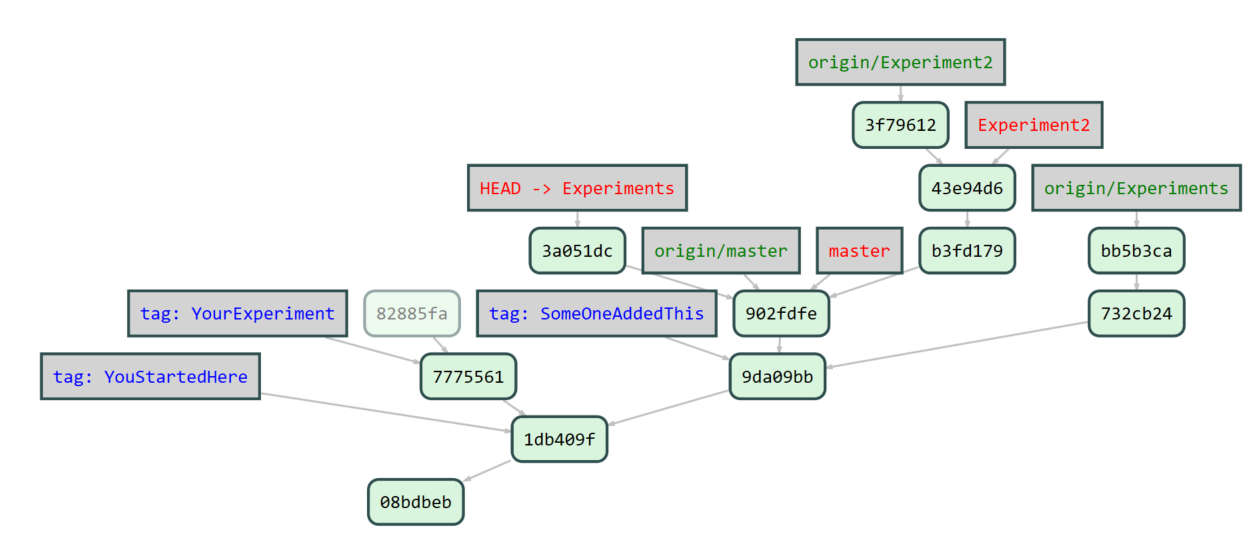 origin/Experiment2
3f79612
Experiment2
HEAD -> Experiments
43e94d6
origin/Experiments
3a051dc
origin/master
master
b3fd179
bb5b3ca
tag: YourExperiment
82885fa
tag: SomeOneAddedThis
902fdfe
732cb24
tag: YouStartedHere
7775561
9da09bb
1db409f
08bdbeb